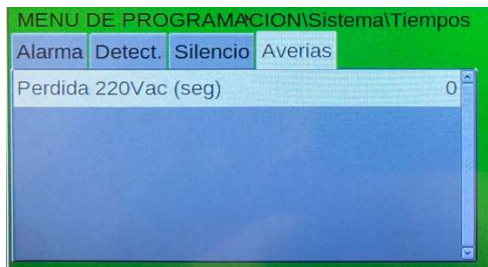 MENU DE PROGRAMACION\Sistema\Tiempos
Alarma Detect. Silencio Averias
Perdida 220Vac (seg) 0